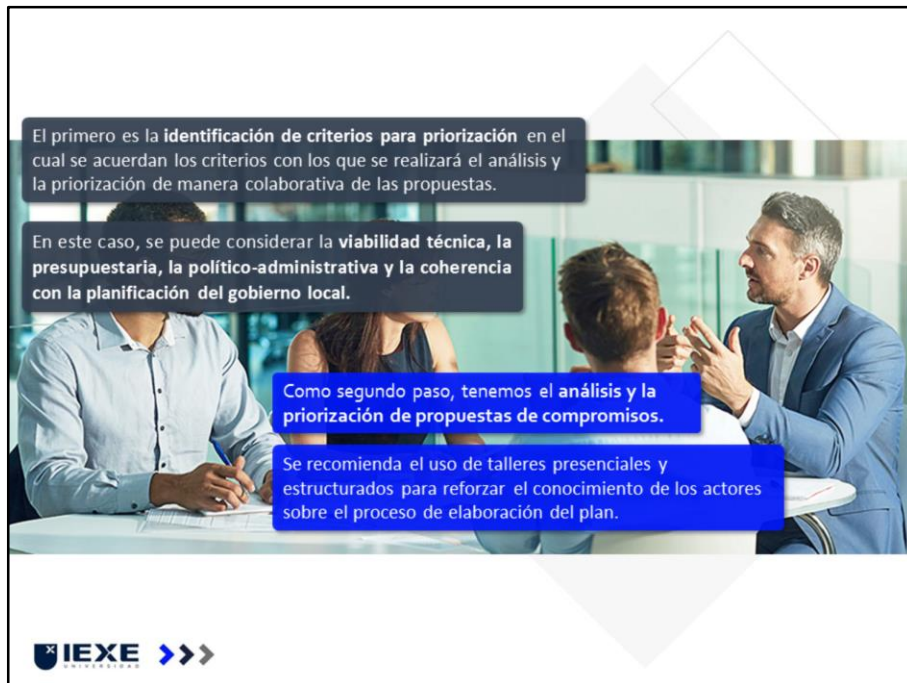 El primero es la identificación de criterios para priorización en el
cual se acuerdan los criterios con los que se realizará el análisis y
la priorización de manera colaborativa de las propuestas.
En este caso, se puede considerar la viabilidad técnica, la
presupuestaria, la político-administrativa y la coherencia
con la planificación del gobierno local.
Como segundo paso, tenemos el análisis y la
priorización de propuestas de compromisos.
Se recomienda el uso de talleres presenciales y
estructurados para reforzar el conocimiento de los actores
sobre el proceso de elaboración del plan.
IEXE
UNIVERSIDAD